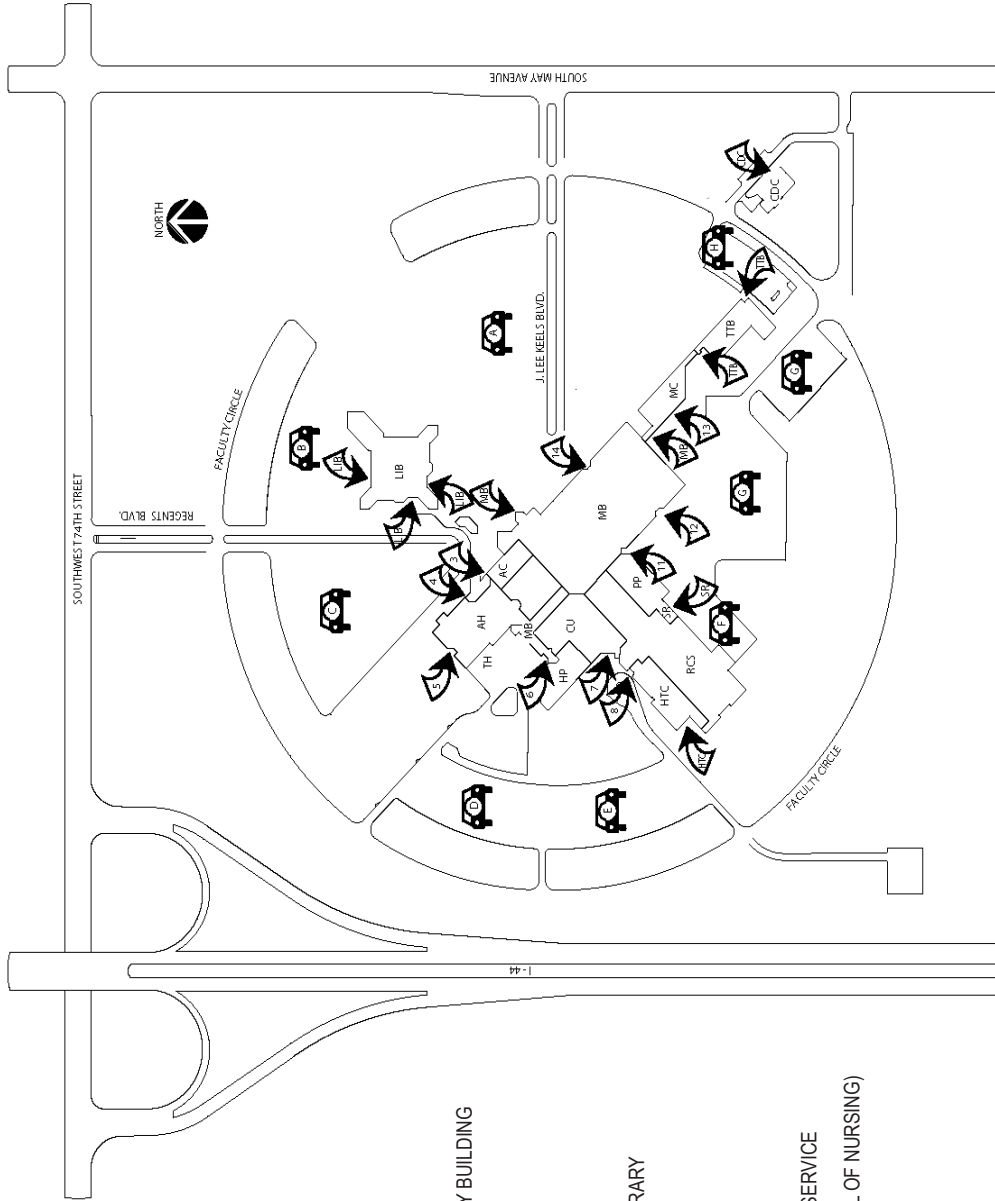 SOUTH MAY AVENUE
SOUTHWEST 74TH STREET
NORTH
FACULTY CIRCLE
REGENTS BLVD.
J. LEE KEELS BLVD.
B
LIB
LIB
LIB
LIB
MB
A
C
3
4
AC
AH
5
TH
MB
CU
6
HP
7
8
14
MB
MC
TTB
TTB
TTB
H
CDC
CDC
G
13
MB
G
12
11
PP
SR
SR
F
RCS
HTC
HTC
D
E
FACULTY CIRCLE
I - 44
Y BUILDING
RARY
SERVICE
L OF NURSING)